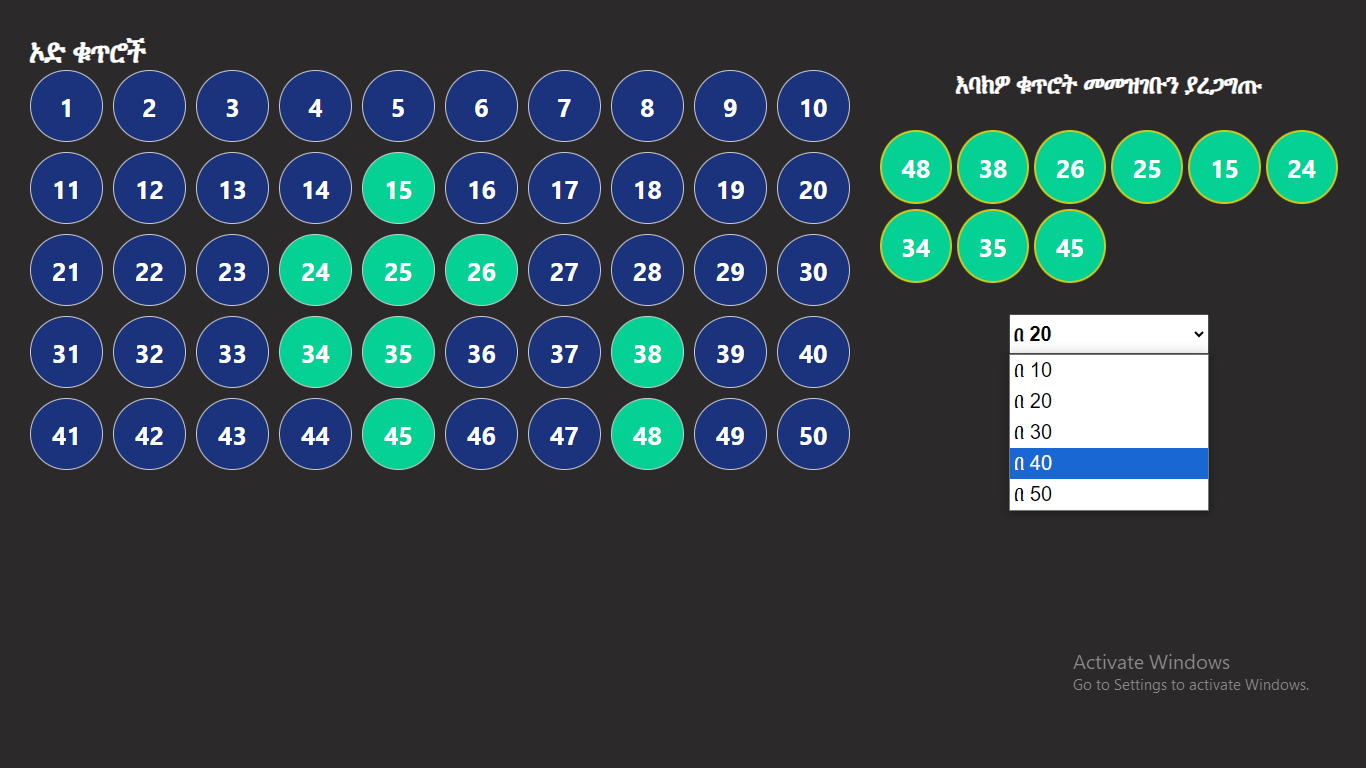 አድ ቁጥሮች
1 2 3 4 5 6 7 8 9 10
11 12 13 14 15 16 17 18 19 20
21 22 23 24 25 26 27 28 29 30
31 32 33 34 35 36 37 38 39 40
41 42 43 44 45 46 47 48 49 50
እባክዎ ቁጥሮት መመዝገቡን ያረጋግጡ
48 38 26 25 15 24
34 35 45
በ 20
በ 10
በ 20
በ 30
በ 40
በ 50
Activate Windows
Go to Settings to activate Windows.